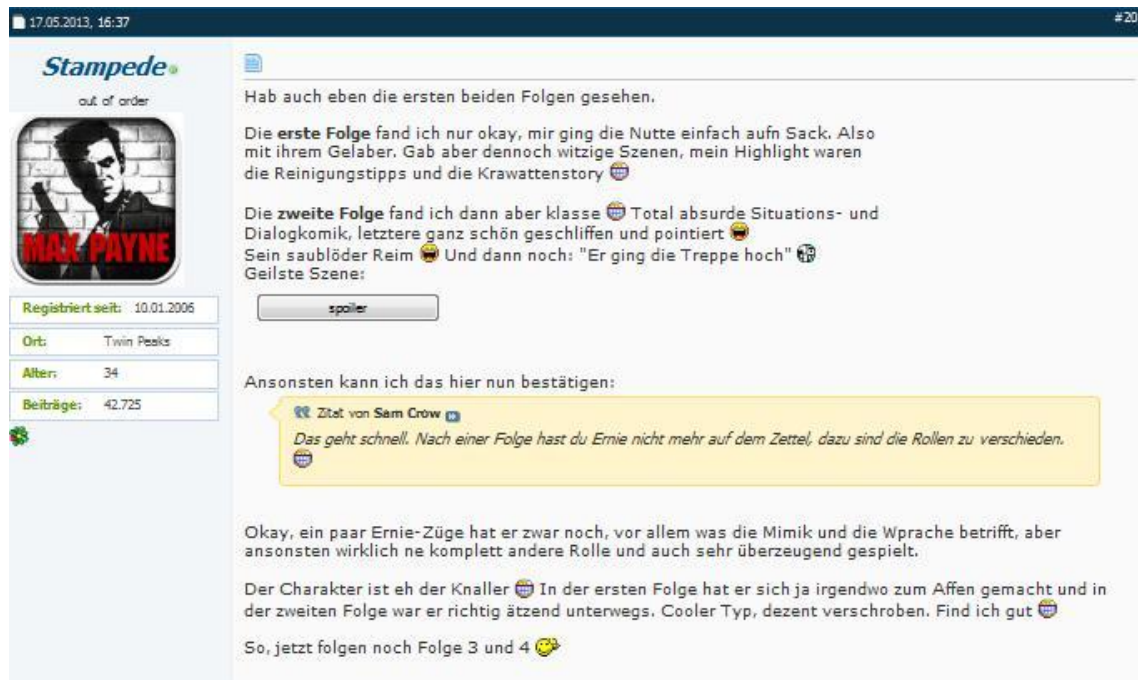 17.05.2013, 16:37
#20
Stampede
out of order
MAX PAYNE
Registriert seit: 10.01.2006
Ort: Twin Peaks
Alter: 34
Beiträge: 42.725
Hab auch eben die ersten beiden Folgen gesehen.
Die erste Folge fand ich nur okay, mir ging die Nutte einfach aufn Sack. Also
mit ihrem Gelaber. Gab aber dennoch witzige Szenen, mein Highlight waren
die Reinigungstipps und die Krawattenstory
Die zweite Folge fand ich dann aber klasse Total absurde Situations- und
Dialogkomik, letztere ganz schön geschliffen und pointiert
Sein saublöder Reim Und dann noch: "Er ging die Treppe hoch"
Geilste Szene:
spoiler
Ansonsten kann ich das hier nun bestätigen:
Zitat von Sam Crow
Das geht schnell. Nach einer Folge hast du Ernie nicht mehr auf dem Zettel, dazu sind die Rollen zu verschieden.
Okay, ein paar Ernie-Züge hat er zwar noch, vor allem was die Mimik und die Wprache betrifft, aber
ansonsten wirklich ne komplett andere Rolle und auch sehr überzeugend gespielt.
Der Charakter ist eh der Knaller In der ersten Folge hat er sich ja irgendwo zum Affen gemacht und in
der zweiten Folge war er richtig ätzend unterwegs. Cooler Typ, dezent verschroben. Find ich gut
So, jetzt folgen noch Folge 3 und 4